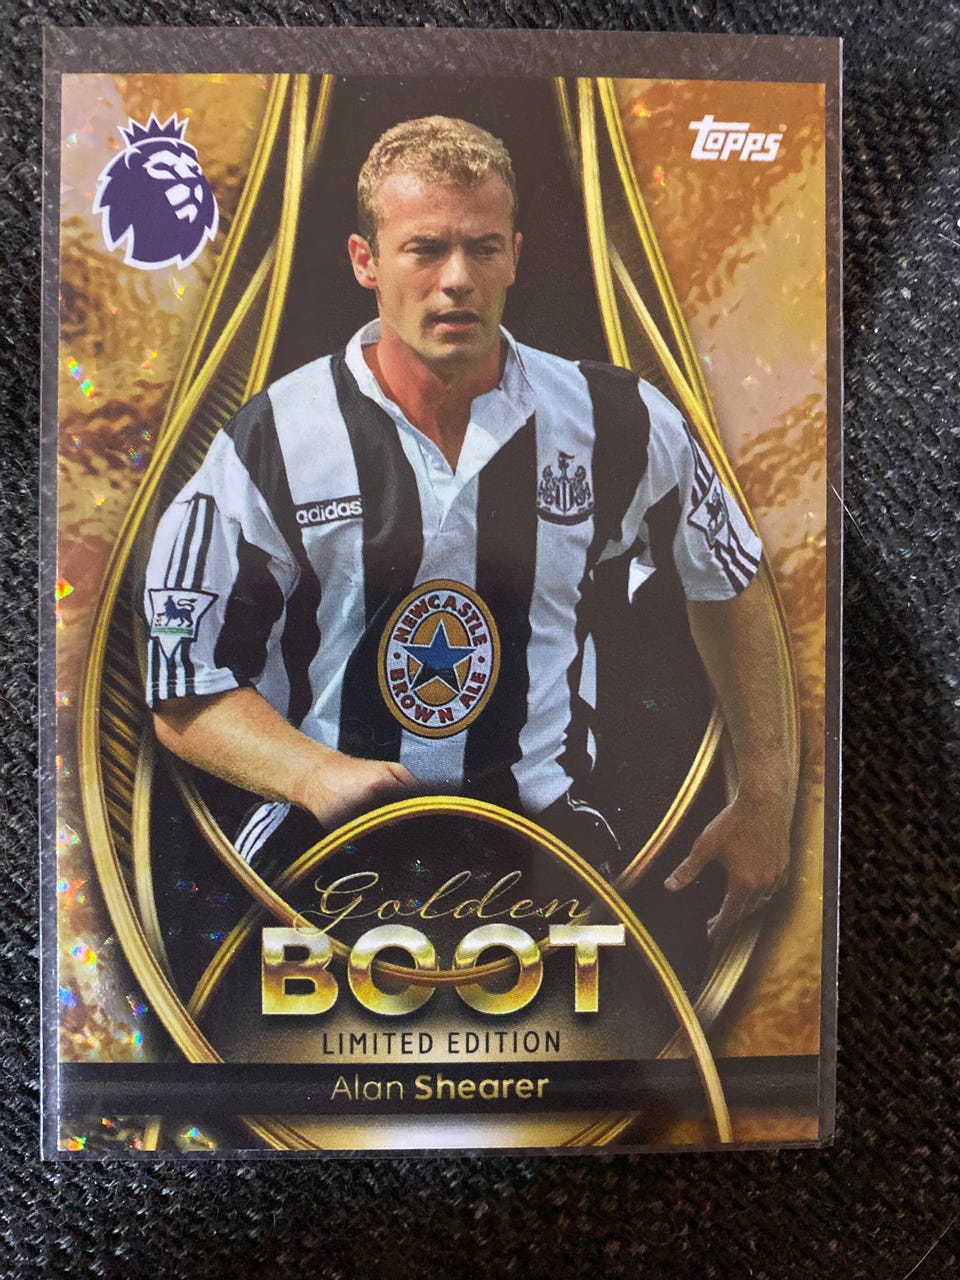 Topps
adidas
NEWCASTLE
BROWN ALE
Golden
BOOT
LIMITED EDITION
Alan Shearer